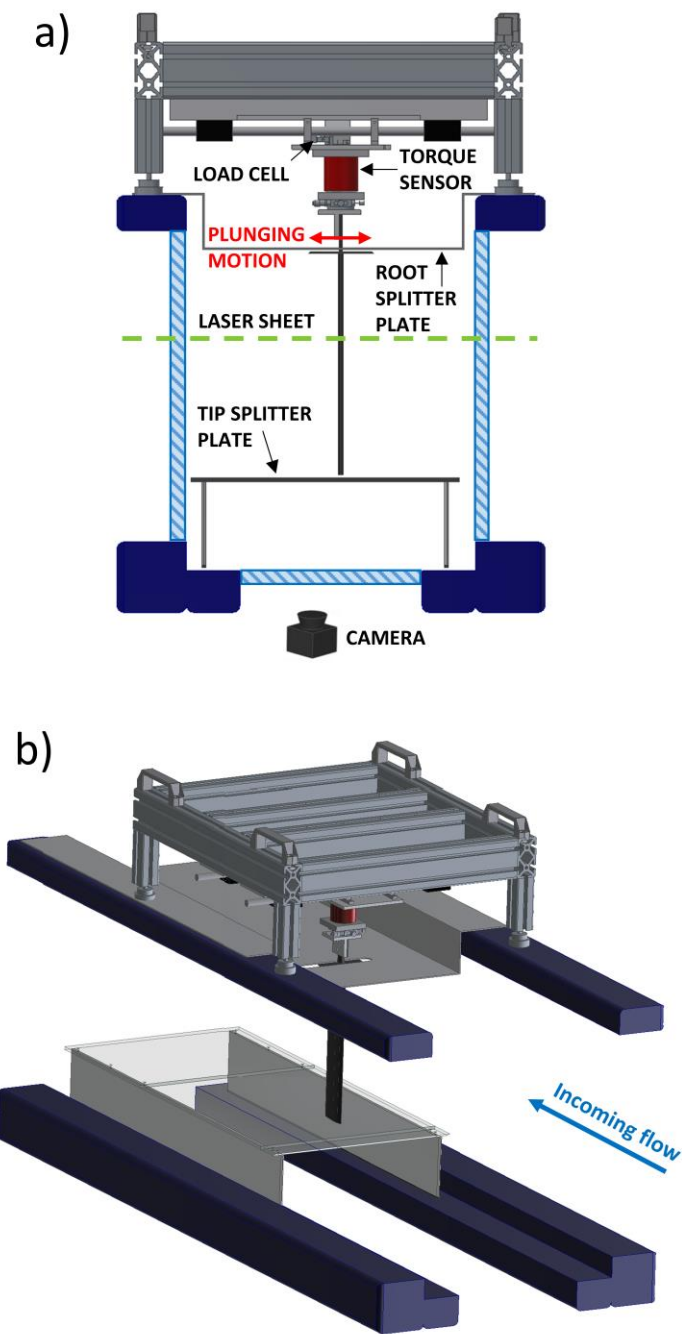 a)
LOAD CELL
TORQUE
SENSOR
PLUNGING
MOTION
ROOT
SPLITTER
PLATE
LASER SHEET
TIP SPLITTER
PLATE
CAMERA
b)
Incoming flow